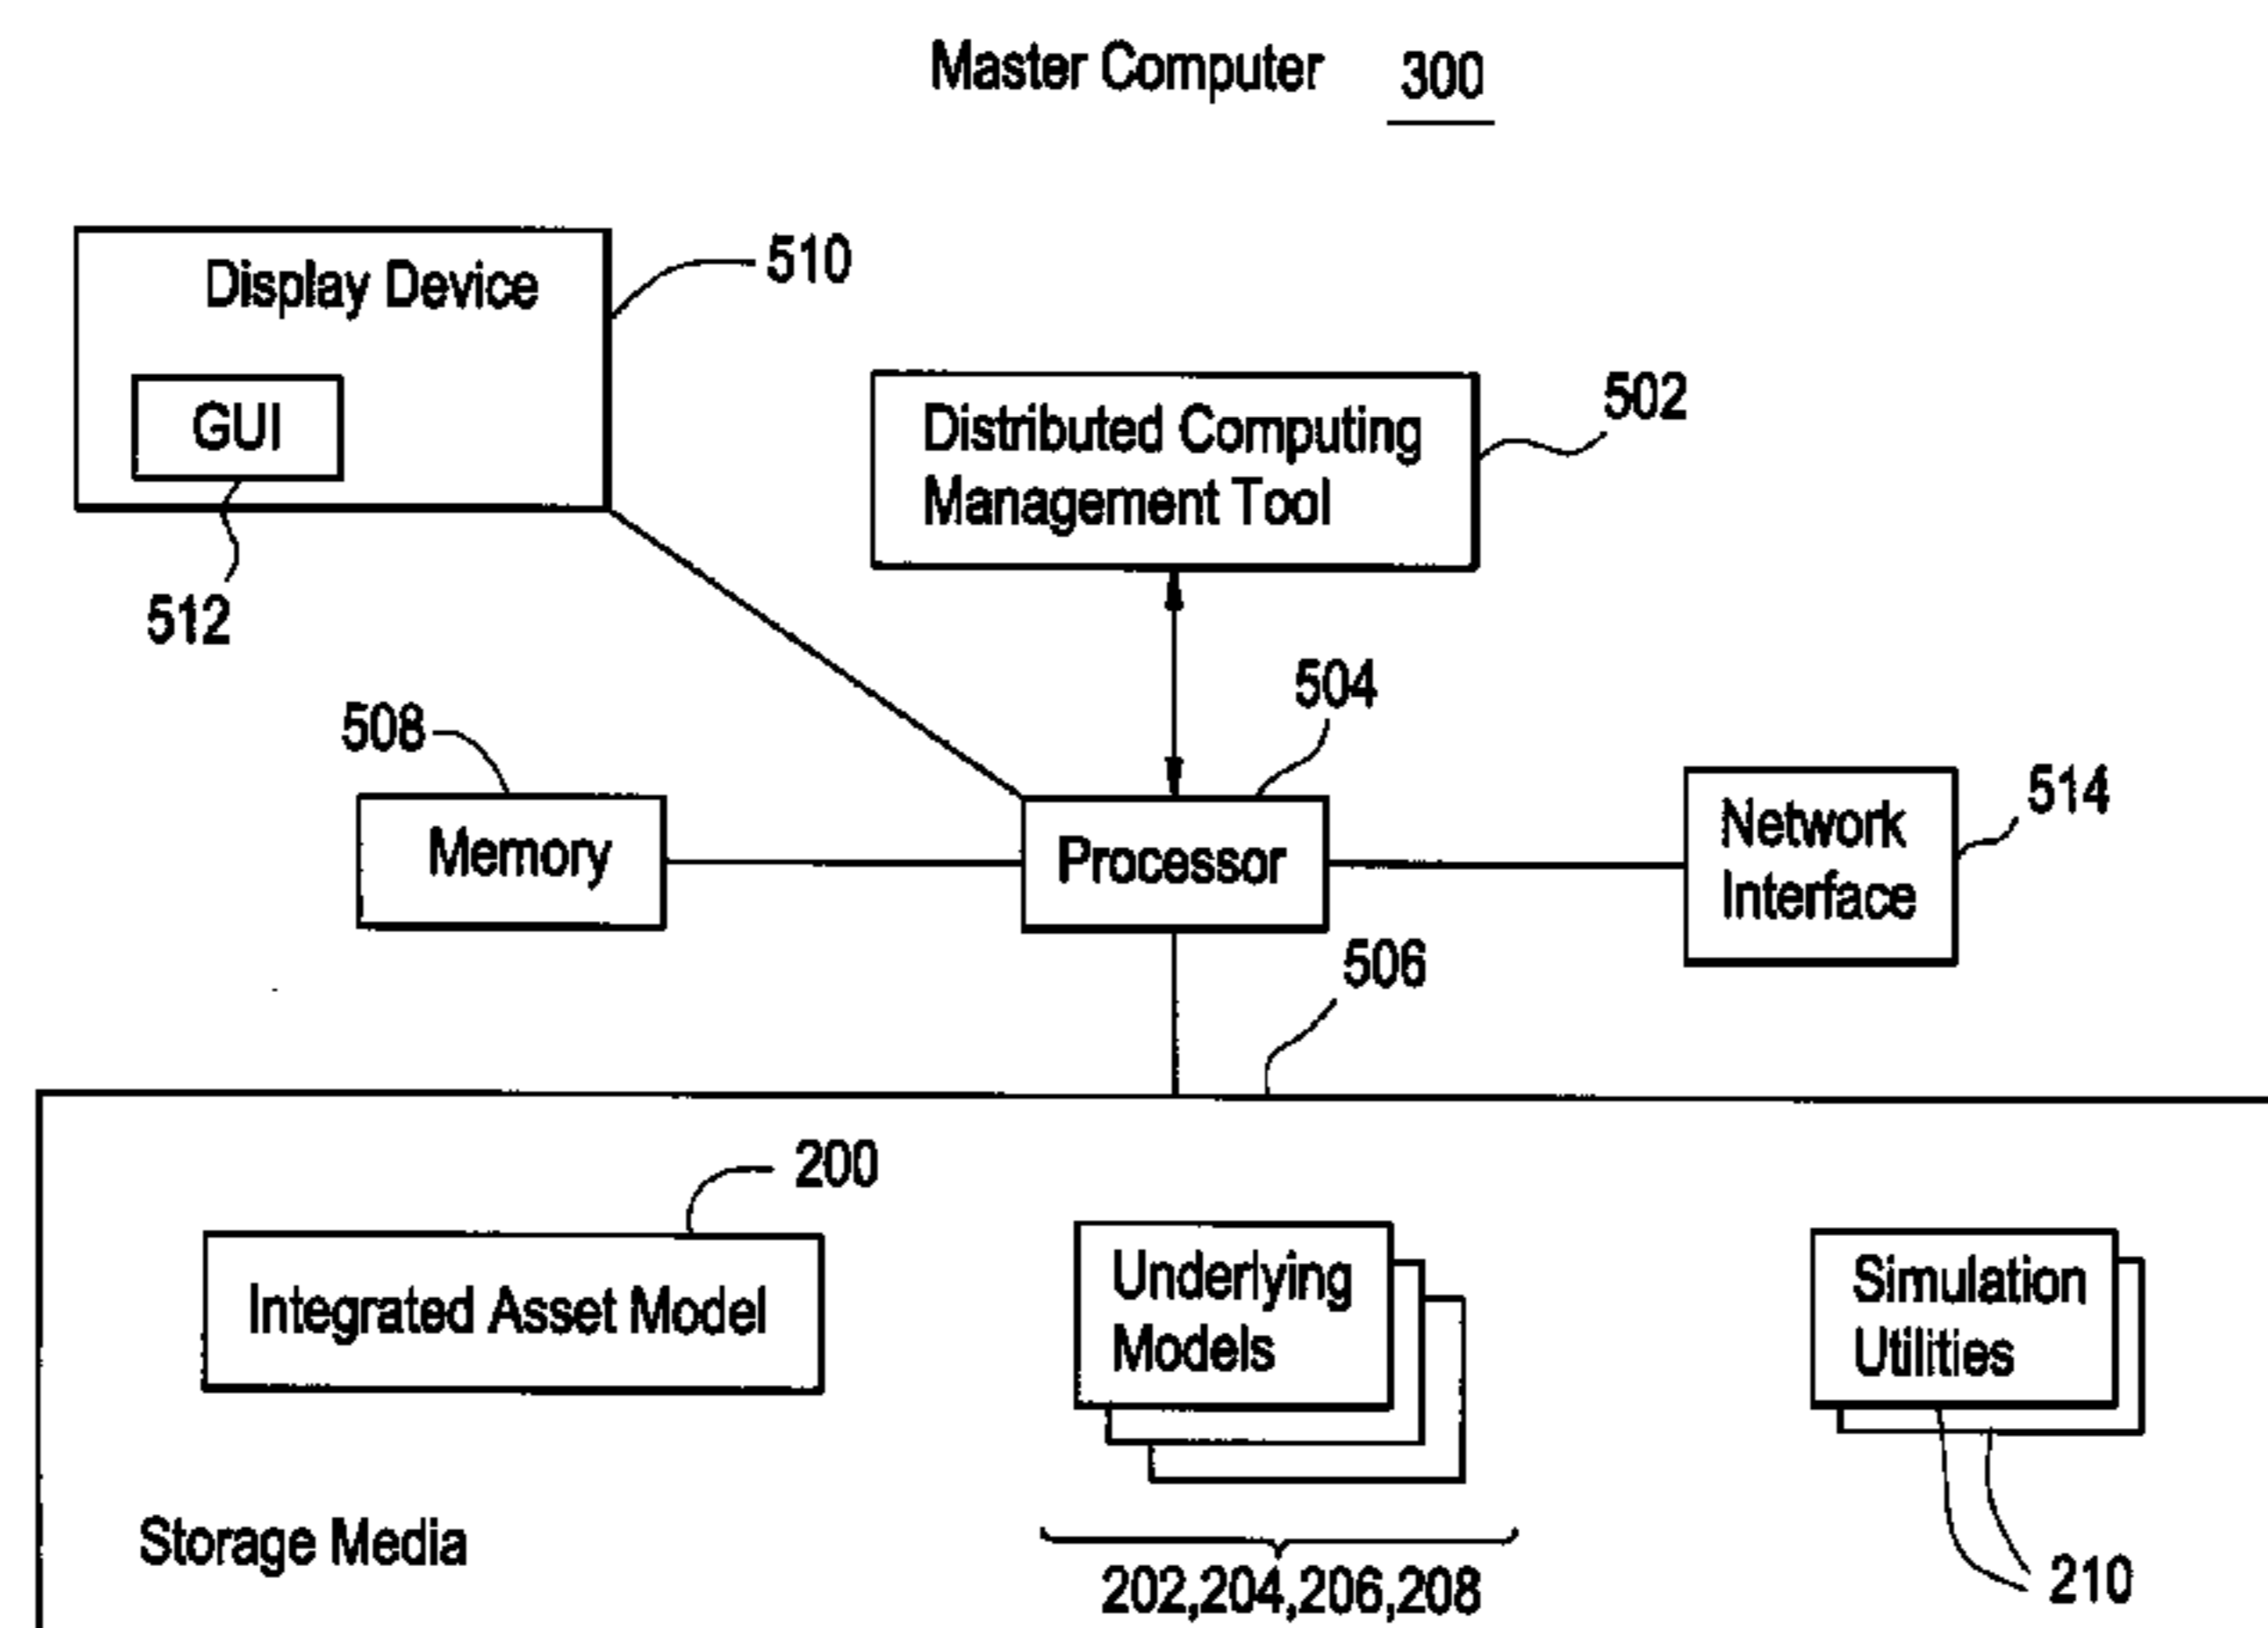 Master Computer 300
Display Device
510
GUI
512
Distributed Computing
Management Tool
502
504
508
Memory
Processor
Network
Interface
514
506
200
Integrated Asset Model
Underlying
Models
Simulation
Utilities
Storage Media
202,204,206,208
210